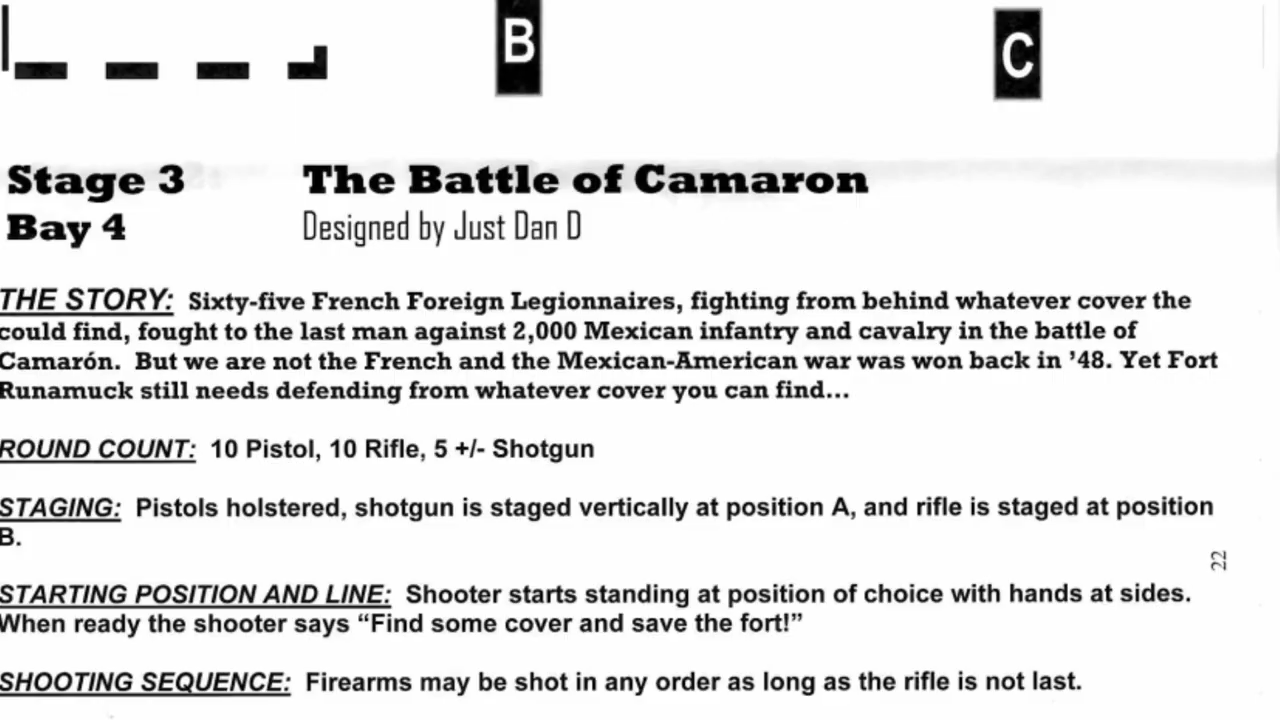 B
C
Stage 3 The Battle of Camaron
Bay 4 Designed by Just Dan D
THE STORY: Sixty-five French Foreign Legionnaires, fighting from behind whatever cover the
could find, fought to the last man against 2,000 Mexican infantry and cavalry in the battle of
Camarón. But we are not the French and the Mexican-American war was won back in ’48. Yet Fort
Runamuck still needs defending from whatever cover you can find…
ROUND COUNT: 10 Pistol, 10 Rifle, 5 +/- Shotgun
STAGING: Pistols holstered, shotgun is staged vertically at position A, and rifle is staged at position
B.
22
STARTING POSITION AND LINE: Shooter starts standing at position of choice with hands at sides.
When ready the shooter says “Find some cover and save the fort!”
SHOOTING SEQUENCE: Firearms may be shot in any order as long as the rifle is not last.